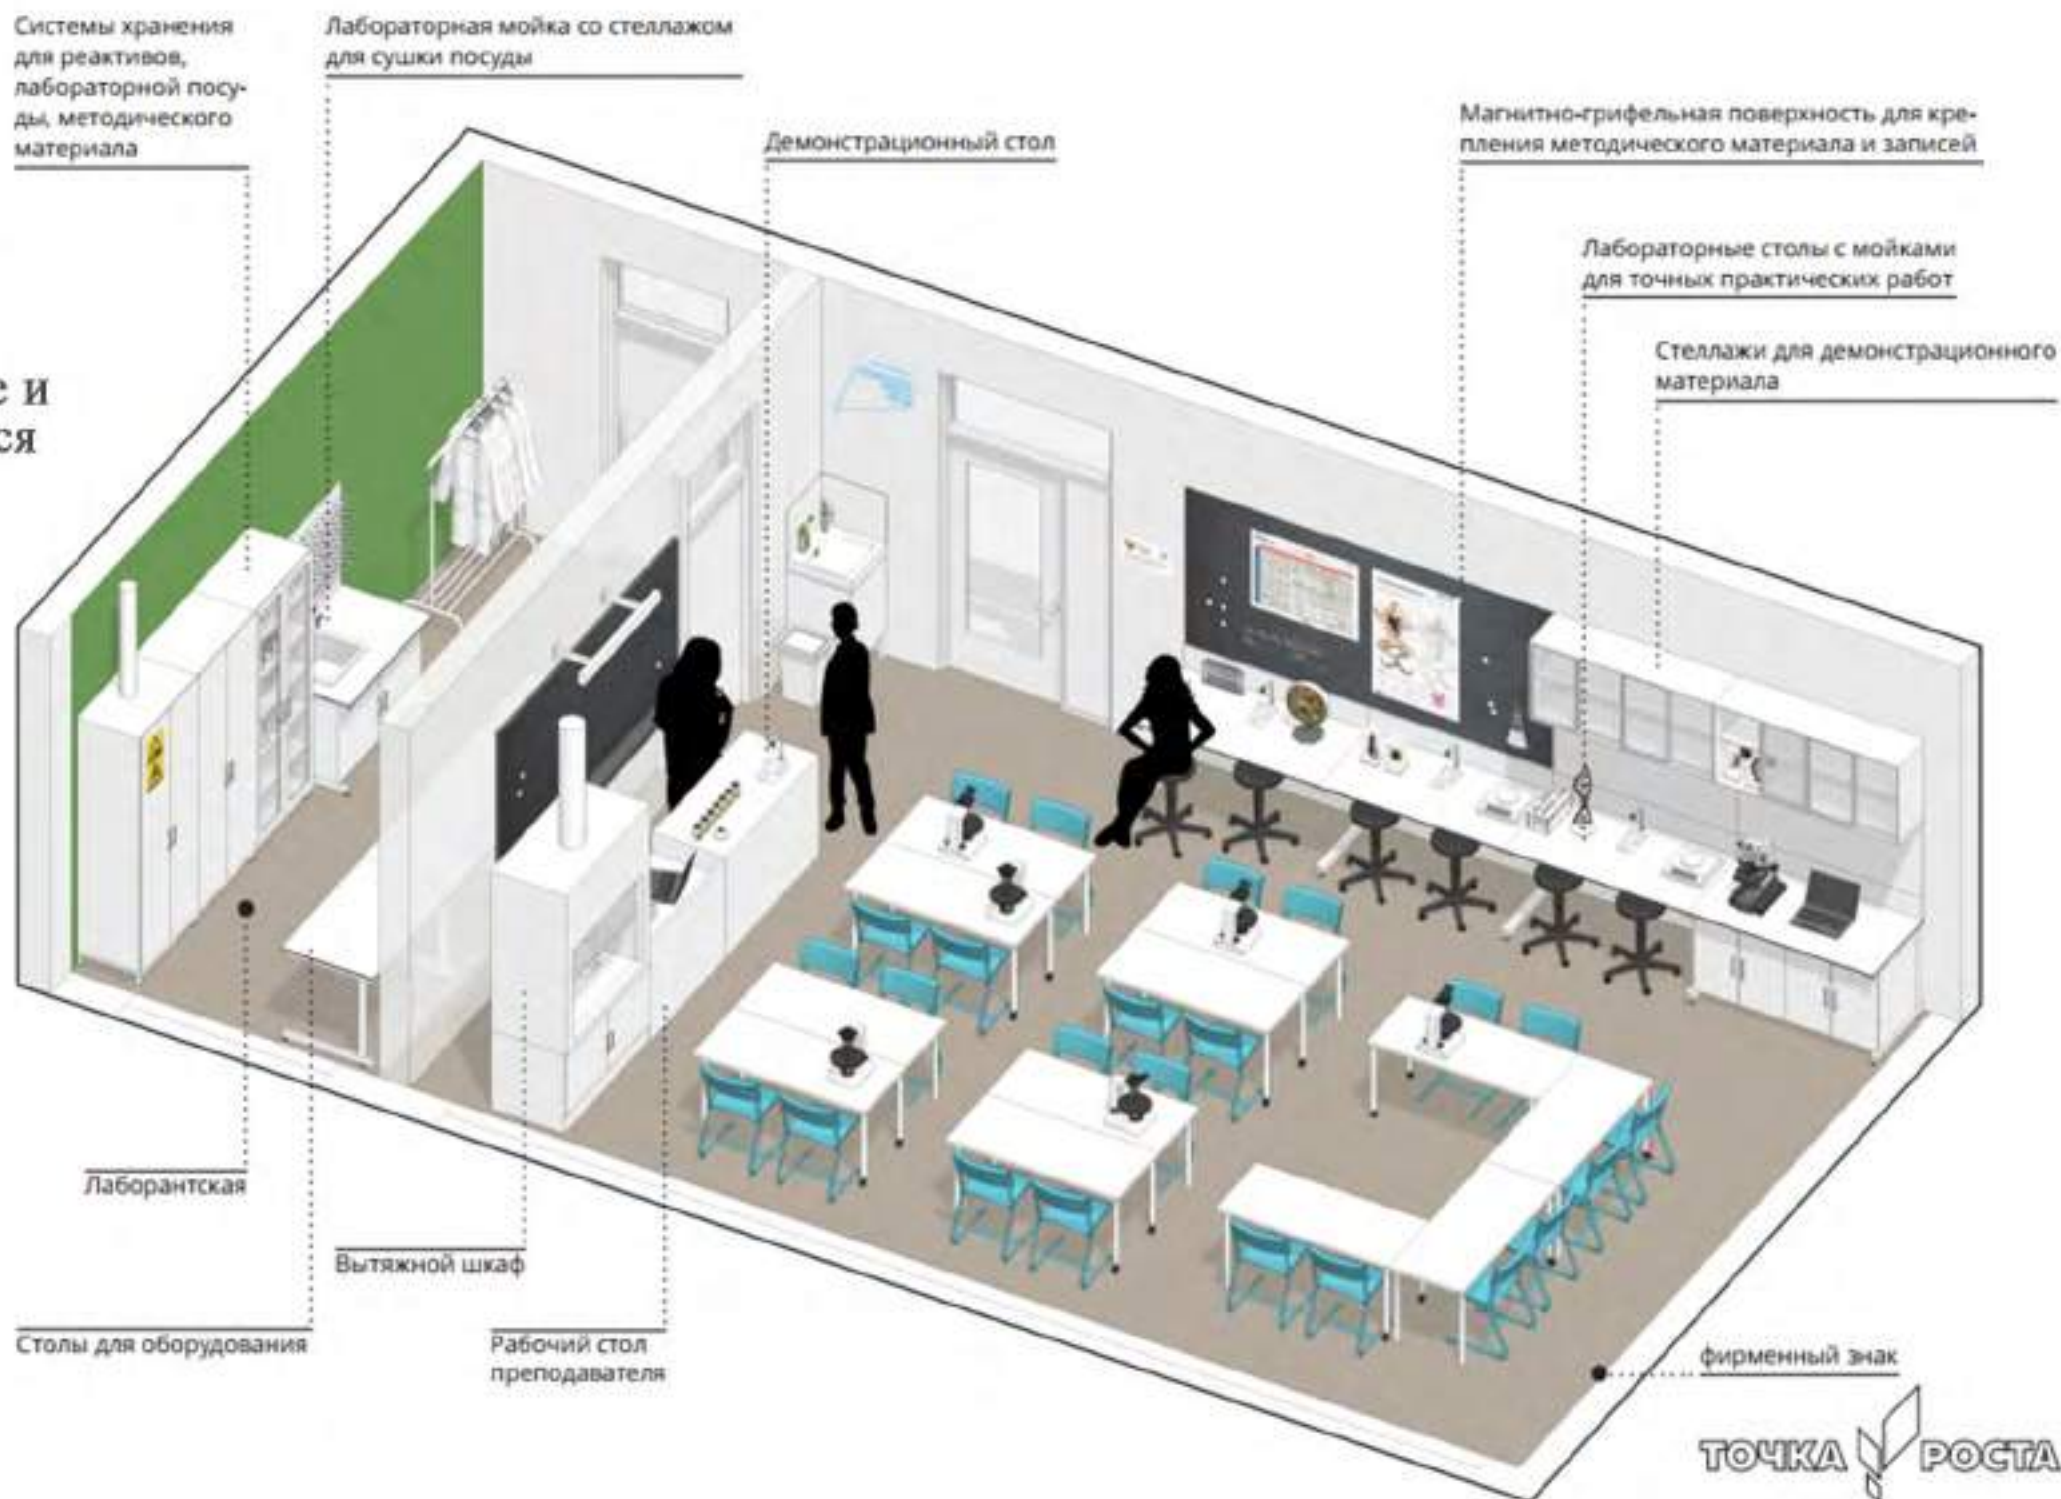 Системы хранения
для реактивов,
лабораторной посу-
ды, методического
материала
Лабораторная мойка со стеллажом
для сушки посуды
Демонстрационный стол
Магнитно-грифельная поверхность для кре-
пления методического материала и записей
Лабораторные столы с мойками
для точных практических работ
Стеллажи для демонстрационного
материала
е и
ся
Лаборантская
Вытяжной шкаф
Столы для оборудования
Рабочий стол
преподавателя
фирменный знак
ТОЧКА РОСТА